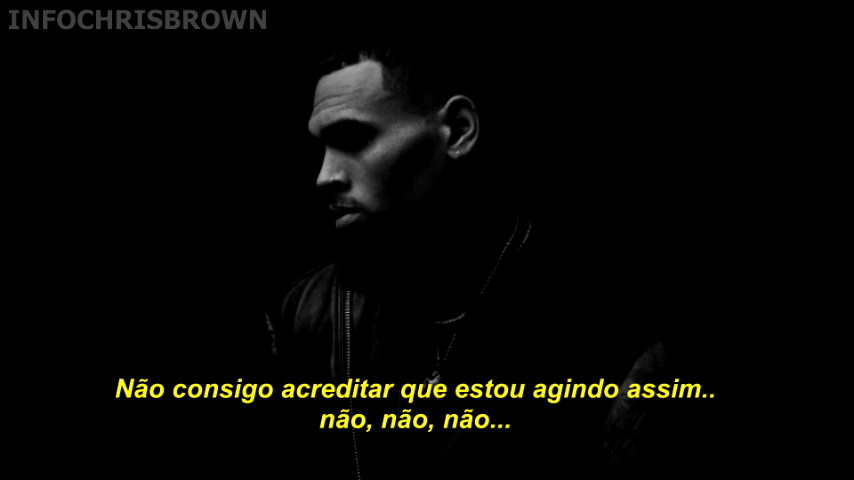 INFOCHRISBROWN
Não consigo acreditar que estou agindo assim..
não, não, não...